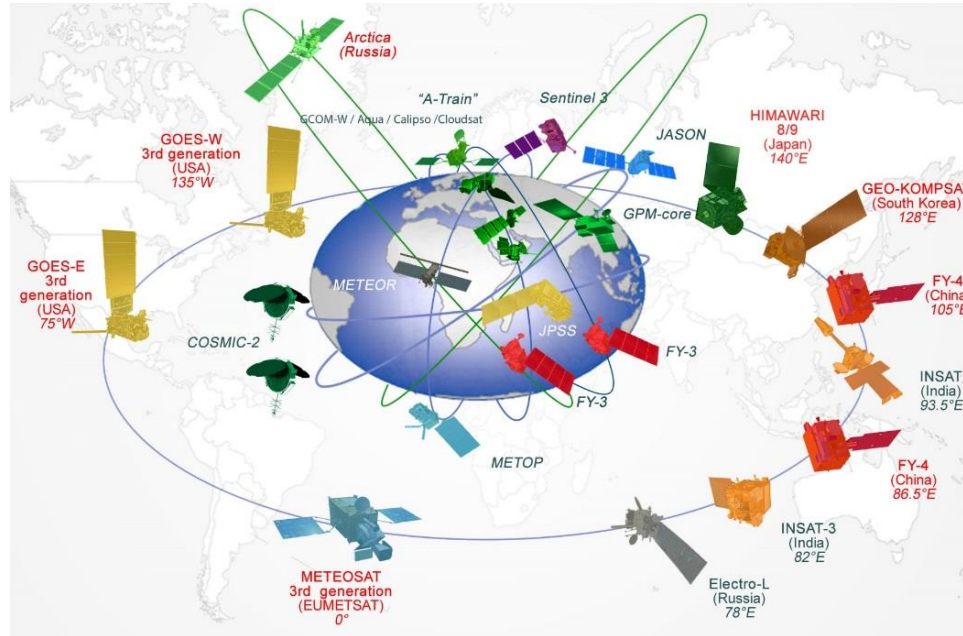 Arctica
(Russia)
"A-Train"
GCOM-W / Aqua / Calipso /Cloudsat
Sentinel 3
JASON
HIMAWARI
8/9
(Japan)
140°E
GOES-W
3rd generation
(USA)
135°W
GPM-core
GEO-KOMPSA
(South Korea)
128°E
GOES-E
3rd
generation
(USA)
75°W
METEOR
FY-4
(China
105°E
COSMIC-2
JPSS
FY-3
FY-3
INSAT
(India)
93.5°E
METOP
FY-4
(China)
86.5°E
INSAT-3
(India)
82°E
METEOSAT
3rd generation
(EUMETSAT)
0°
Electro-L
(Russia)
78°E